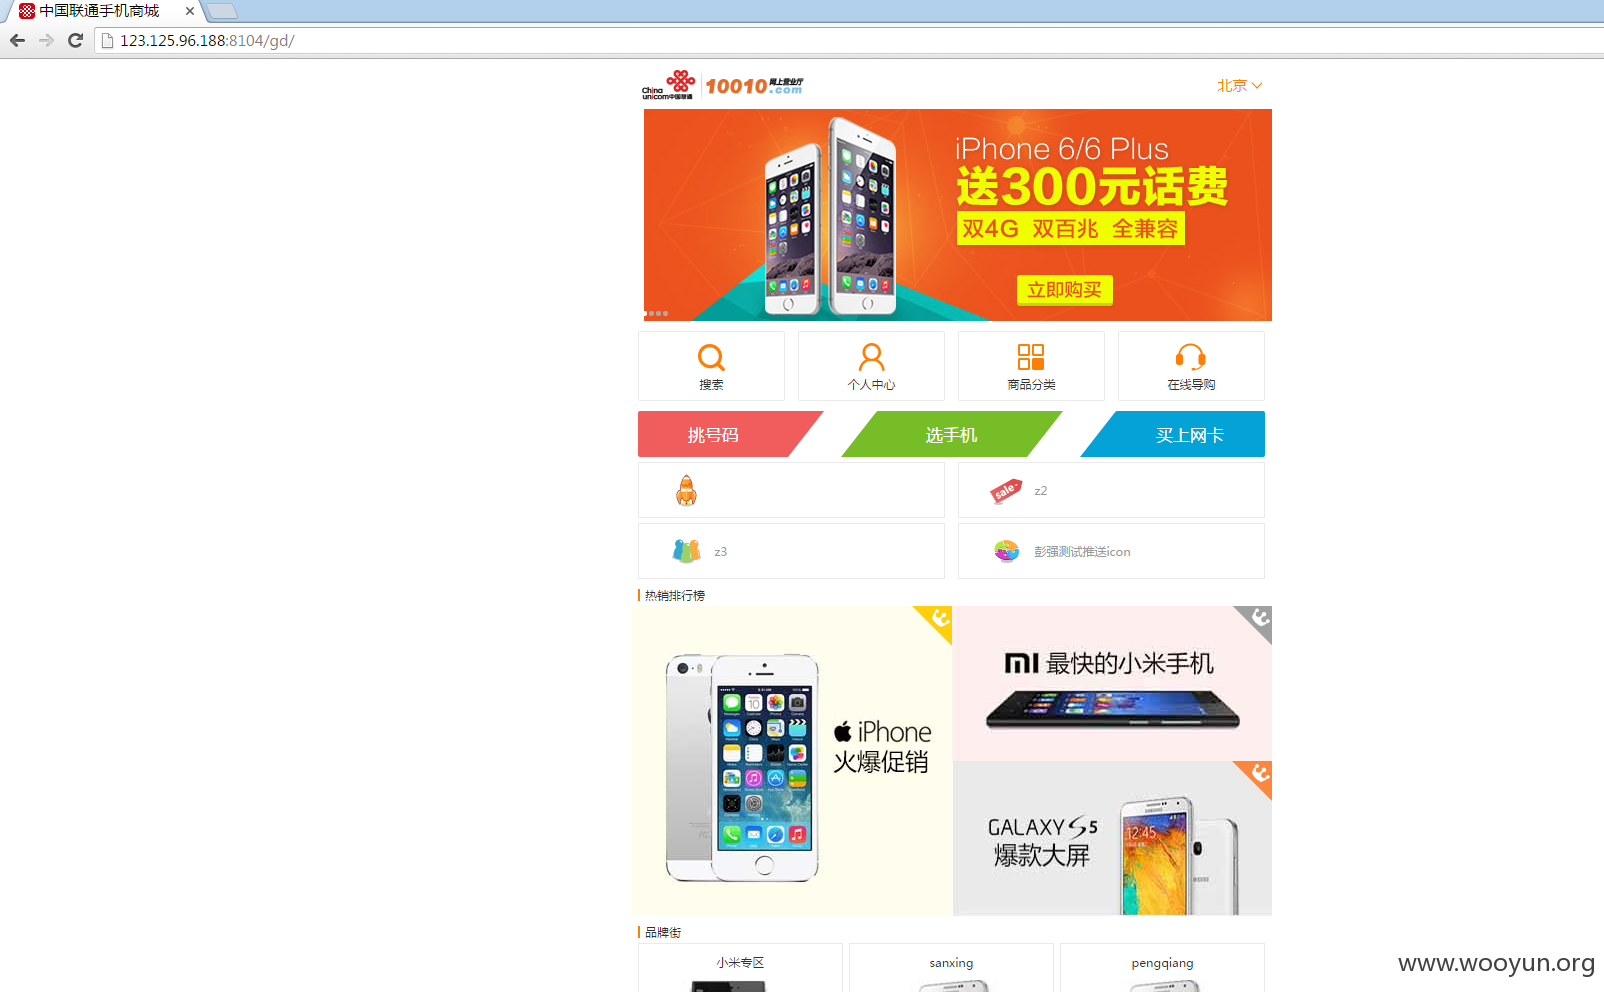 中国联通手机商城
123.125.96.188:8104/gd/
China unicom中国联通
10010.com 网上营业厅
北京
iPhone 6/6 Plus
送300元话费
双4G 双百兆 全兼容
立即购买
搜索
个人中心
商品分类
在线导购
挑号码
选手机
买上网卡
sale
z2
z3
彭强测试推送icon
热销排行榜
iPhone
火爆促销
MI 最快的小米手机
GALAXY S5
爆款大屏
12:45
SAMSUNG
品牌街
小米专区
sanxing
pengqiang
www.wooyun.org